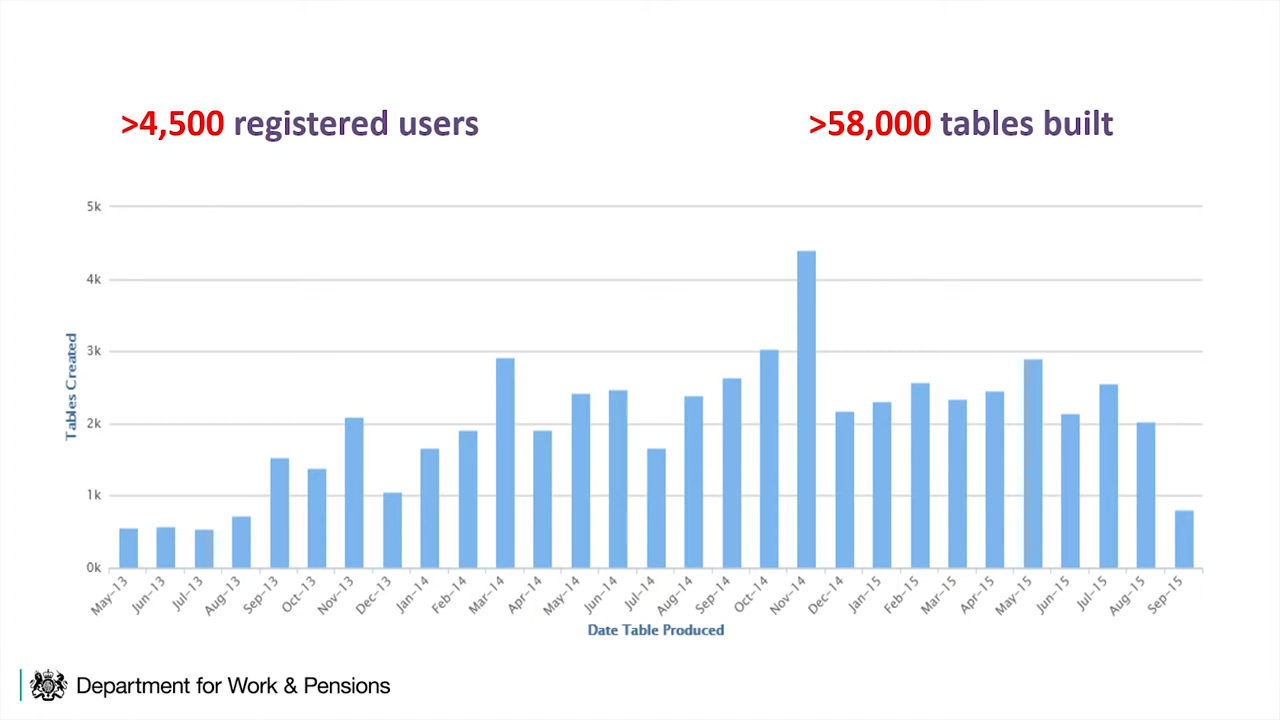 >4,500 registered users
>58,000 tables built
5k
4k
3k
2k
1k
0k
Tables Created
May-13
Jun-13
Jul-13
Aug-13
Sep-13
Oct-13
Nov-13
Dec-13
Jan-14
Feb-14
Mar-14
Apr-14
May-14
Jun-14
Jul-14
Aug-14
Sep-14
Oct-14
Nov-14
Dec-14
Jan-15
Feb-15
Mar-15
Apr-15
May-15
Jun-15
Jul-15
Aug-15
Sep-15
Date Table Produced
Department for Work & Pensions